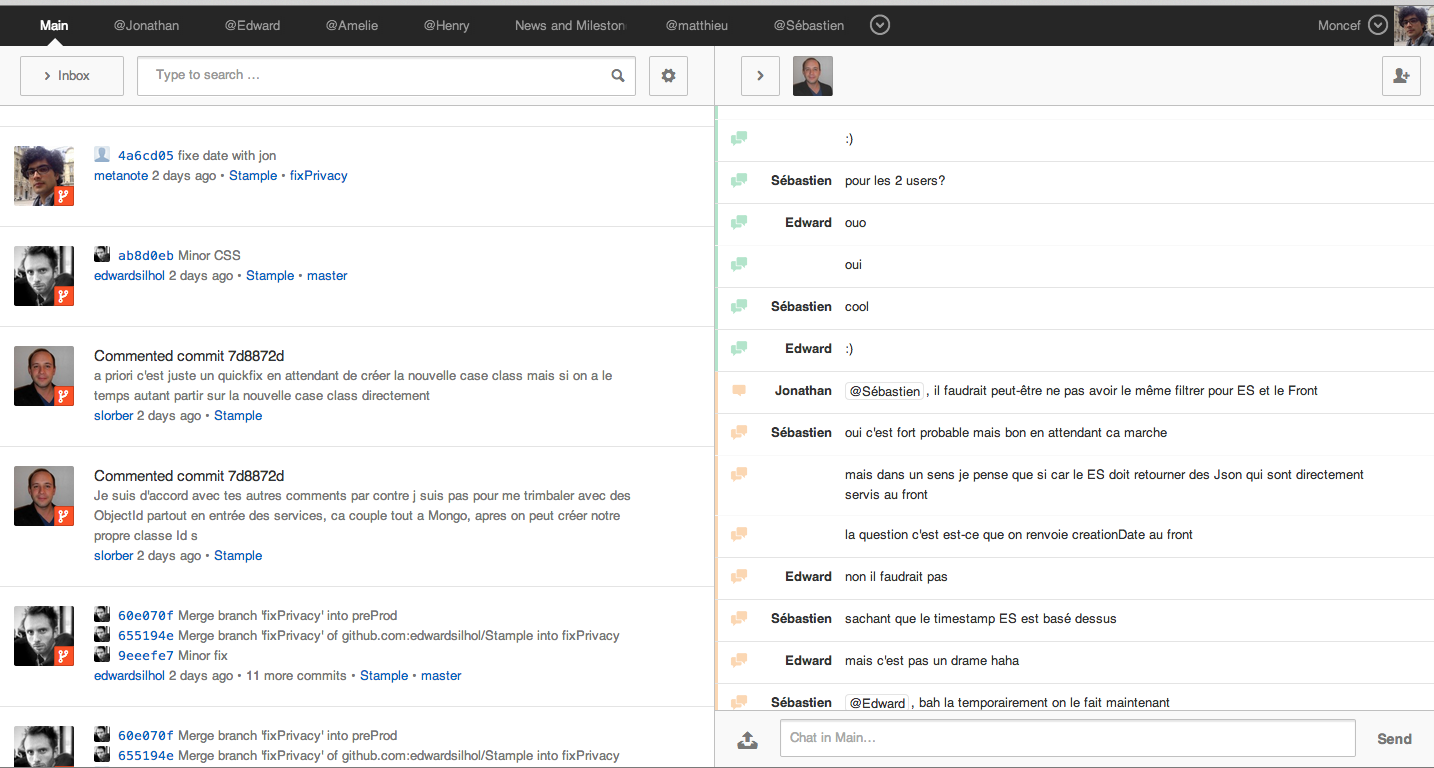 Main @Jonathan @Edward @Amelie @Henry News and Mileston @matthieu @Sébastien Moncef
Inbox Type to search ...
4a6cd05 fixe date with jon
metanote 2 days ago • Stample • fixPrivacy
ab8d0eb Minor CSS
edwardsilhol 2 days ago • Stample • master
Commented commit 7d8872d
a priori c'est juste un quickfix en attendant de créer la nouvelle case class mais si on a le
temps autant partir sur la nouvelle case class directement
slorber 2 days ago • Stample
Commented commit 7d8872d
Je suis d'accord avec tes autres comments par contre j suis pas pour me trimbaler avec des
ObjectId partout en entrée des services, ca couple tout a Mongo, apres on peut créer notre
propre classe Id s
slorber 2 days ago • Stample
60e070f Merge branch 'fixPrivacy' into preProd
655194e Merge branch 'fixPrivacy' of github.com:edwardsilhol/Stample into fixPrivacy
9eeefe7 Minor fix
edwardsilhol 2 days ago • 11 more commits • Stample • master
60e070f Merge branch 'fixPrivacy' into preProd
655194e Merge branch 'fixPrivacy' of github.com:edwardsilhol/Stample into fixPrivacy
:)
Sébastien pour les 2 users?
Edward ouo
oui
Sébastien cool
Edward :)
Jonathan @Sébastien , il faudrait peut-être ne pas avoir le même filtrer pour ES et le Front
Sébastien oui c'est fort probable mais bon en attendant ca marche
mais dans un sens je pense que si car le ES doit retourner des Json qui sont directement
servis au front
la question c'est est-ce que on renvoie creationDate au front
Edward non il faudrait pas
Sébastien sachant que le timestamp ES est basé dessus
Edward mais c'est pas un drame haha
Sébastien @Edward , bah la temporairement on le fait maintenant
Chat in Main... Send